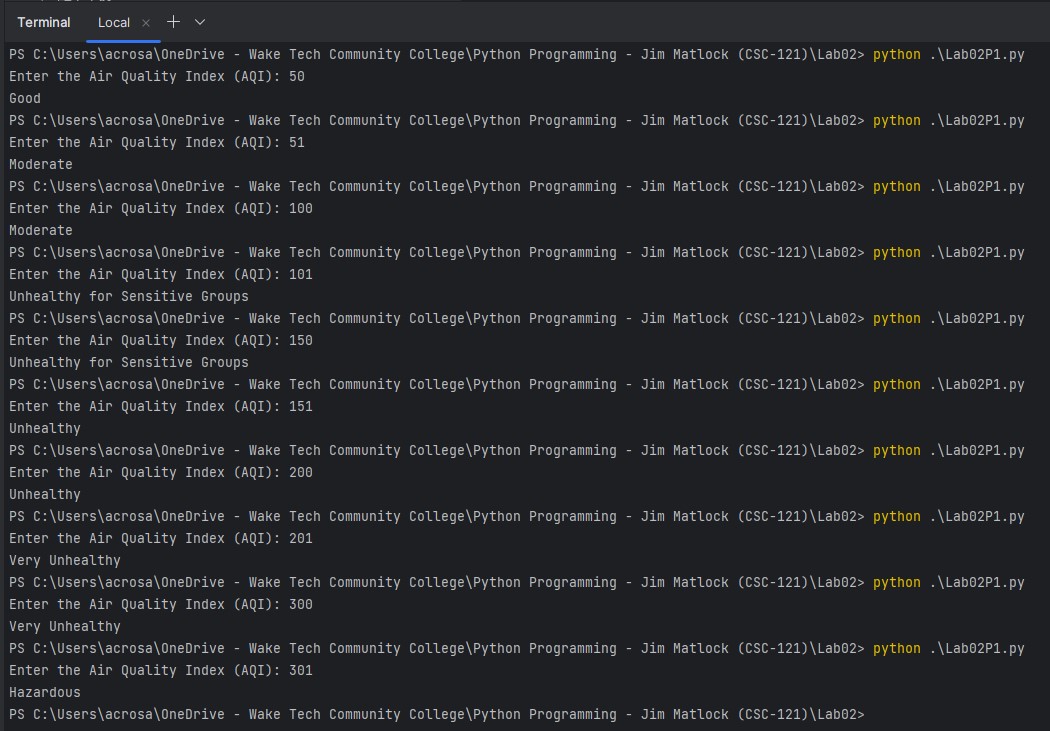 Terminal Local × + ∨
PS C:\Users\acrosa\OneDrive - Wake Tech Community College\Python Programming - Jim Matlock (CSC-121)\Lab02> python .\Lab02P1.py
Enter the Air Quality Index (AQI): 50
Good
PS C:\Users\acrosa\OneDrive - Wake Tech Community College\Python Programming - Jim Matlock (CSC-121)\Lab02> python .\Lab02P1.py
Enter the Air Quality Index (AQI): 51
Moderate
PS C:\Users\acrosa\OneDrive - Wake Tech Community College\Python Programming - Jim Matlock (CSC-121)\Lab02> python .\Lab02P1.py
Enter the Air Quality Index (AQI): 100
Moderate
PS C:\Users\acrosa\OneDrive - Wake Tech Community College\Python Programming - Jim Matlock (CSC-121)\Lab02> python .\Lab02P1.py
Enter the Air Quality Index (AQI): 101
Unhealthy for Sensitive Groups
PS C:\Users\acrosa\OneDrive - Wake Tech Community College\Python Programming - Jim Matlock (CSC-121)\Lab02> python .\Lab02P1.py
Enter the Air Quality Index (AQI): 150
Unhealthy for Sensitive Groups
PS C:\Users\acrosa\OneDrive - Wake Tech Community College\Python Programming - Jim Matlock (CSC-121)\Lab02> python .\Lab02P1.py
Enter the Air Quality Index (AQI): 151
Unhealthy
PS C:\Users\acrosa\OneDrive - Wake Tech Community College\Python Programming - Jim Matlock (CSC-121)\Lab02> python .\Lab02P1.py
Enter the Air Quality Index (AQI): 200
Unhealthy
PS C:\Users\acrosa\OneDrive - Wake Tech Community College\Python Programming - Jim Matlock (CSC-121)\Lab02> python .\Lab02P1.py
Enter the Air Quality Index (AQI): 201
Very Unhealthy
PS C:\Users\acrosa\OneDrive - Wake Tech Community College\Python Programming - Jim Matlock (CSC-121)\Lab02> python .\Lab02P1.py
Enter the Air Quality Index (AQI): 300
Very Unhealthy
PS C:\Users\acrosa\OneDrive - Wake Tech Community College\Python Programming - Jim Matlock (CSC-121)\Lab02> python .\Lab02P1.py
Enter the Air Quality Index (AQI): 301
Hazardous
PS C:\Users\acrosa\OneDrive - Wake Tech Community College\Python Programming - Jim Matlock (CSC-121)\Lab02>